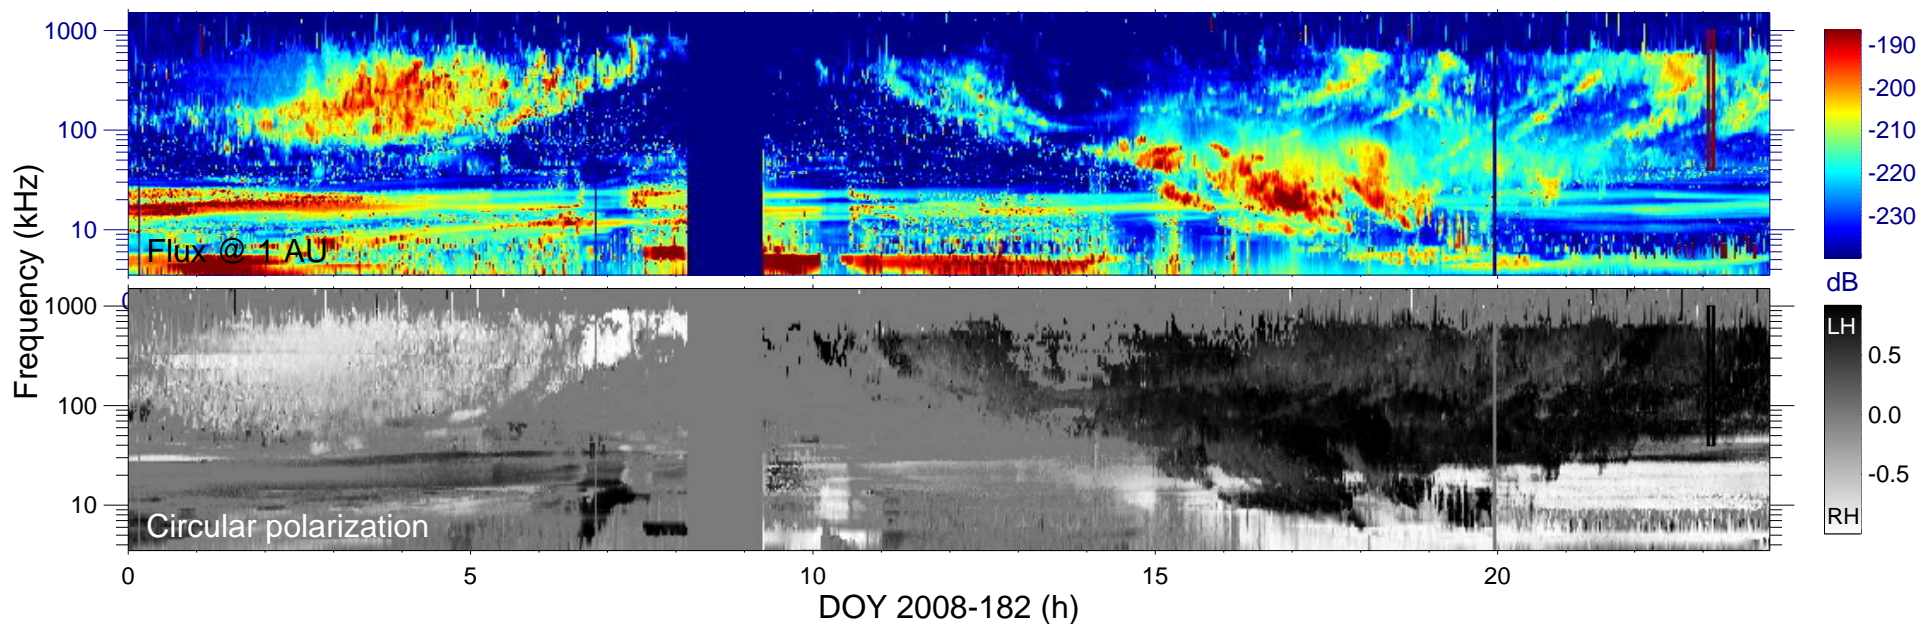 1000
100
10
Flux @ 1 AU
-190
-200
-210
-220
-230
dB
Frequency (kHz)
0
1000
100
10
Circular polarization
LH
0.5
0.0
-0.5
RH
0 5 10 15 20
DOY 2008-182 (h)